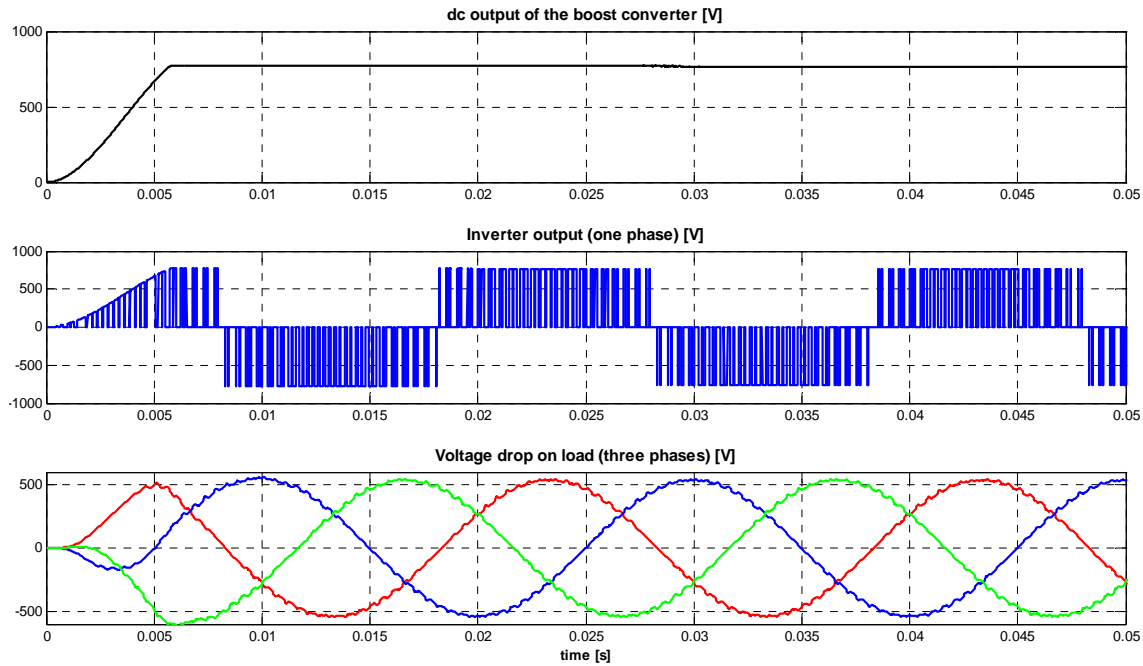 dc output of the boost converter [V]
1000
500
0
0 0.005 0.01 0.015 0.02 0.025 0.03 0.035 0.04 0.045 0.05
Inverter output (one phase) [V]
1000
500
0
-500
-1000
0 0.005 0.01 0.015 0.02 0.025 0.03 0.035 0.04 0.045 0.05
Voltage drop on load (three phases) [V]
500
0
-500
0 0.005 0.01 0.015 0.02 0.025 0.03 0.035 0.04 0.045 0.05
time [s]